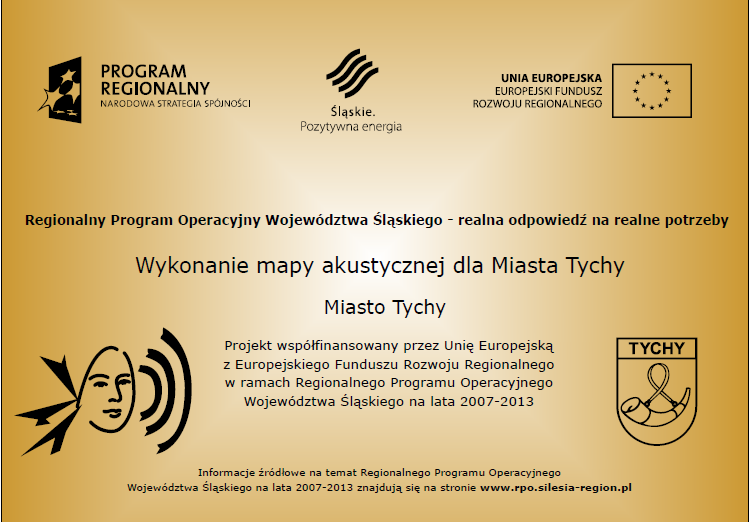 PROGRAM
REGIONALNY
NARODOWA STRATEGIA SPÓJNOŚCI
Śląskie.
Pozytywna energia
UNIA EUROPEJSKA
EUROPEJSKI FUNDUSZ
ROZWOJU REGIONALNEGO
Regionalny Program Operacyjny Województwa Śląskiego - realna odpowiedź na realne potrzeby
Wykonanie mapy akustycznej dla Miasta Tychy
Miasto Tychy
Projekt współfinansowany przez Unię Europejską
z Europejskiego Funduszu Rozwoju Regionalnego
w ramach Regionalnego Programu Operacyjnego
Województwa Śląskiego na lata 2007-2013
TYCHY
Informacje źródłowe na temat Regionalnego Programu Operacyjnego
Województwa Śląskiego na lata 2007-2013 znajdują się na stronie www.rpo.silesia-region.pl